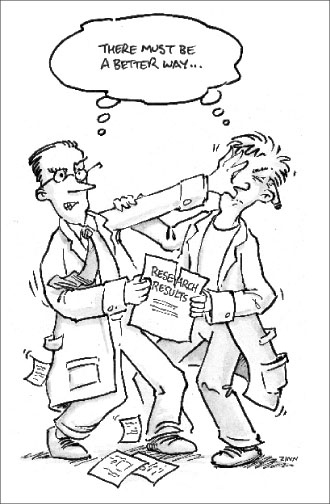 THERE MUST BE
A BETTER WAY...
RESEARCH
RESULTS